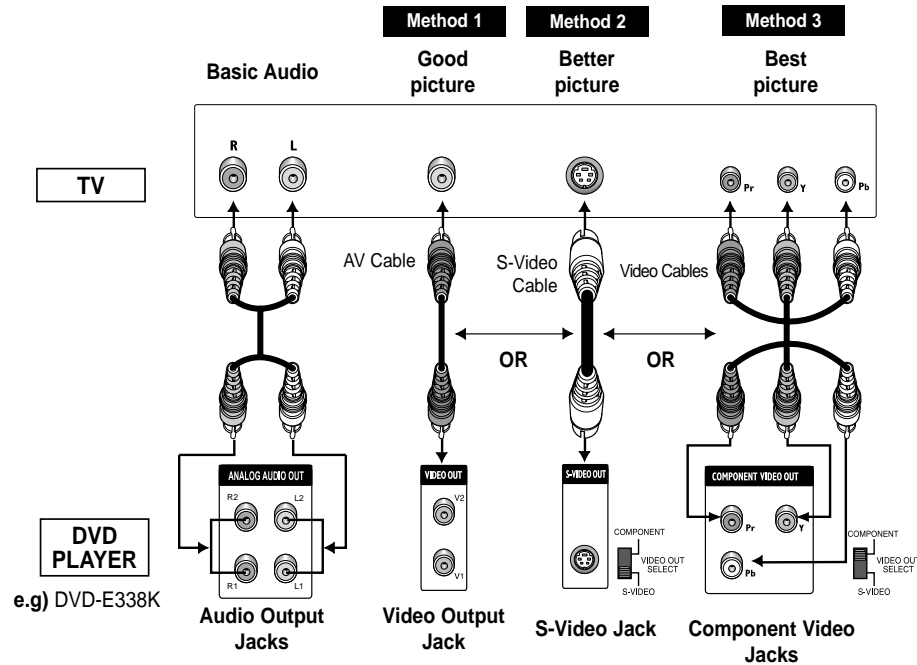 Method 1
Method 2
Method 3
Basic Audio
Good
picture
Better
picture
Best
picture
R
L
TV
Pr
Y
Pb
AV Cable
S-Video
Cable
Video Cables
OR
OR
ANALOG AUDIO OUT
R2
L2
R1
L1
VIDEO OUT
V2
V1
S-VIDEO OUT
COMPONENT
VIDEO OUT
SELECT
S-VIDEO
COMPONENT VIDEO OUT
Pr
Y
Pb
COMPONENT
VIDEO OUT
SELECT
S-VIDEO
DVD
PLAYER
e.g) DVD-E338K
Audio Output
Jacks
Video Output
Jack
S-Video Jack
Component Video
Jacks